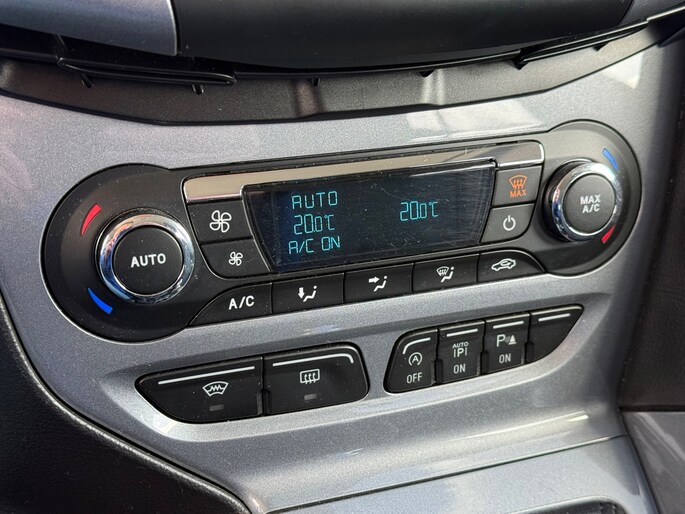 AUTO
20.0°C
20.0°C
A/C ON
MAX
AUTO
MAX
A/C
A/C
A
OFF
AUTO
P
ON
P
ON